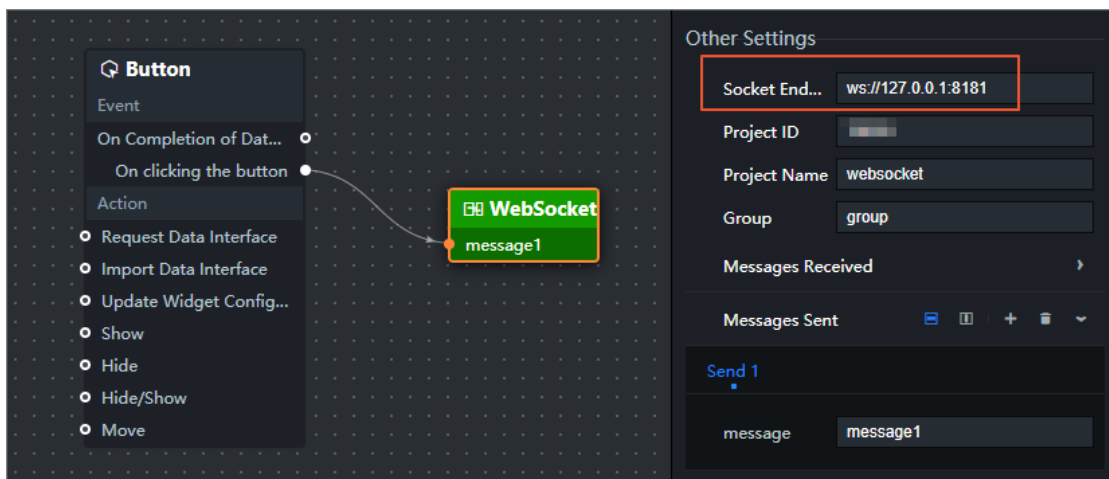 Button
Event
On Completion of Dat...
On clicking the button
Action
Request Data Interface
Import Data Interface
Update Widget Config...
Show
Hide
Hide/Show
Move
WebSocket
message1
Other Settings
Socket End... ws://127.0.0.1:8181
Project ID
Project Name websocket
Group group
Messages Received
Messages Sent
Send 1
message message1